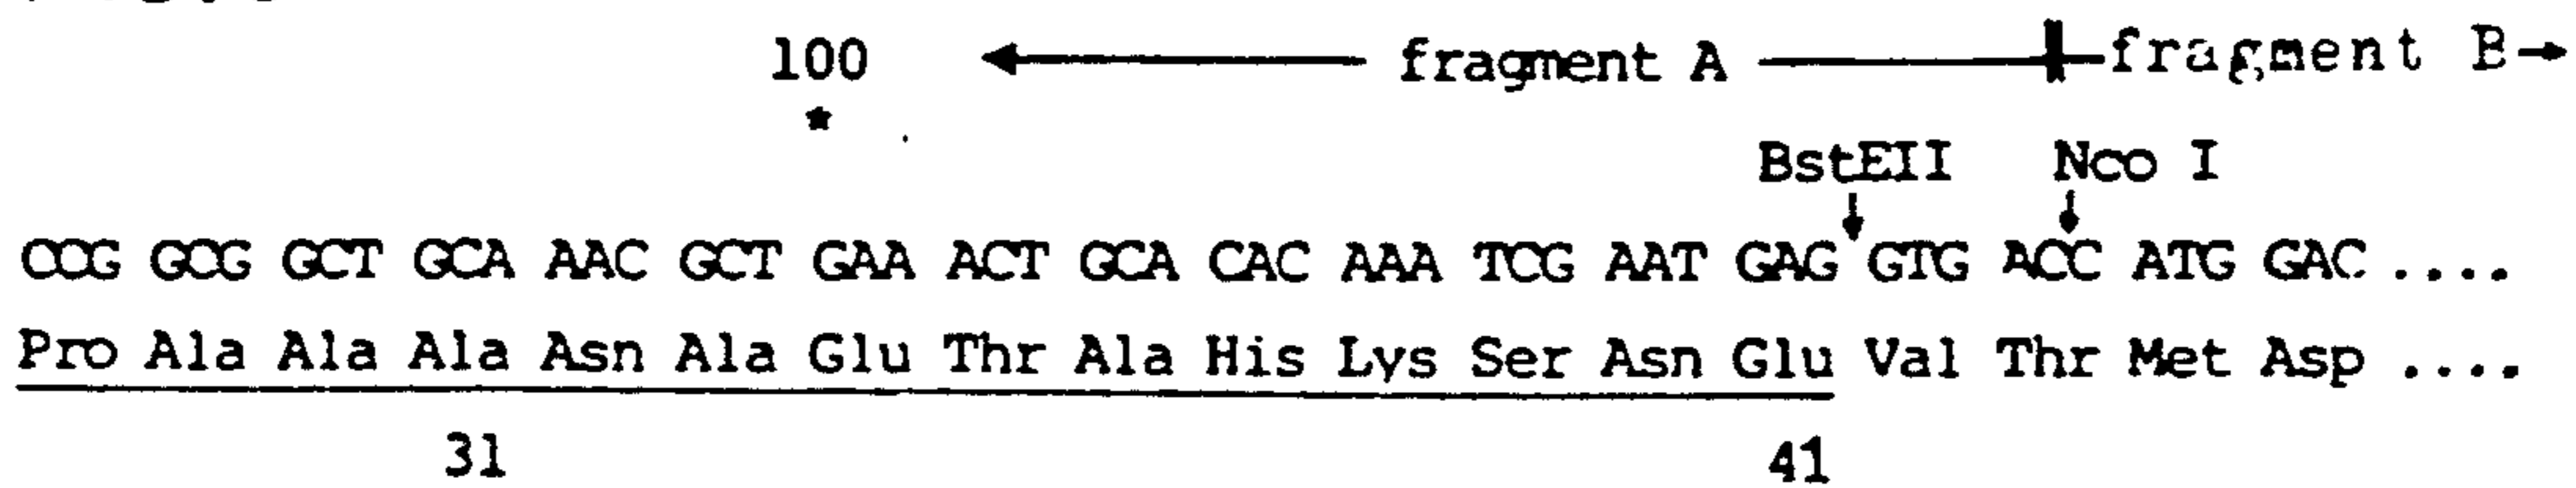 100 fragment A fragment B
*
BstEII Nco I
CCG GCG GCT GCA AAC GCT GAA ACT GCA CAC AAA TCG AAT GAG GTG ACC ATG GAC ....
Pro Ala Ala Ala Asn Ala Glu Thr Ala His Lys Ser Asn Glu Val Thr Met Asp ....
31 41